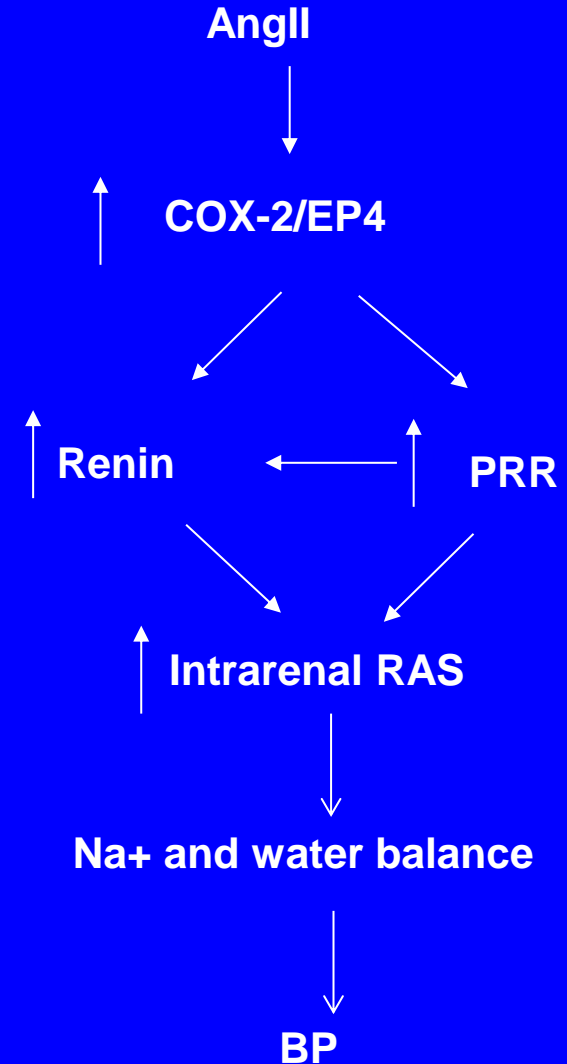 AngII
COX-2/EP4
Renin
PRR
Intrarenal RAS
Na+ and water balance
BP